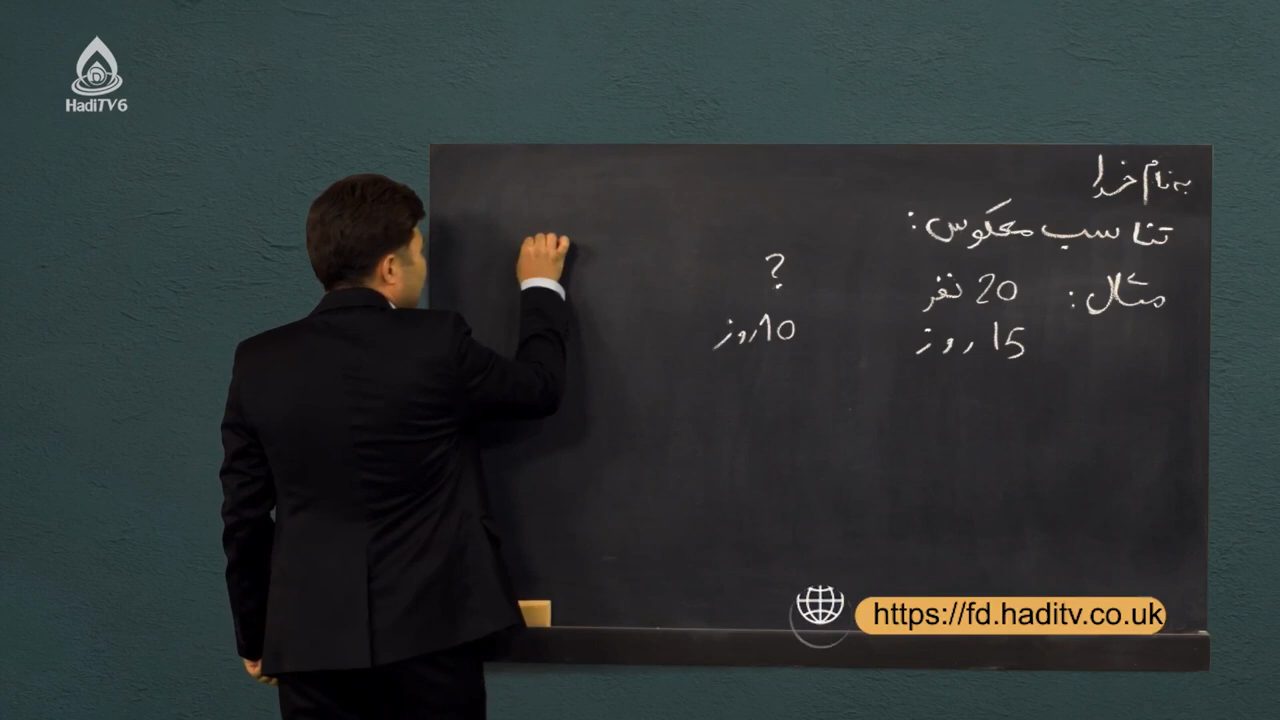 HadiTV6
به نام خدا
تناسب معکوس:
مثال: 20 نفر ?
15 روز 10 روز
https://fd.haditv.co.uk